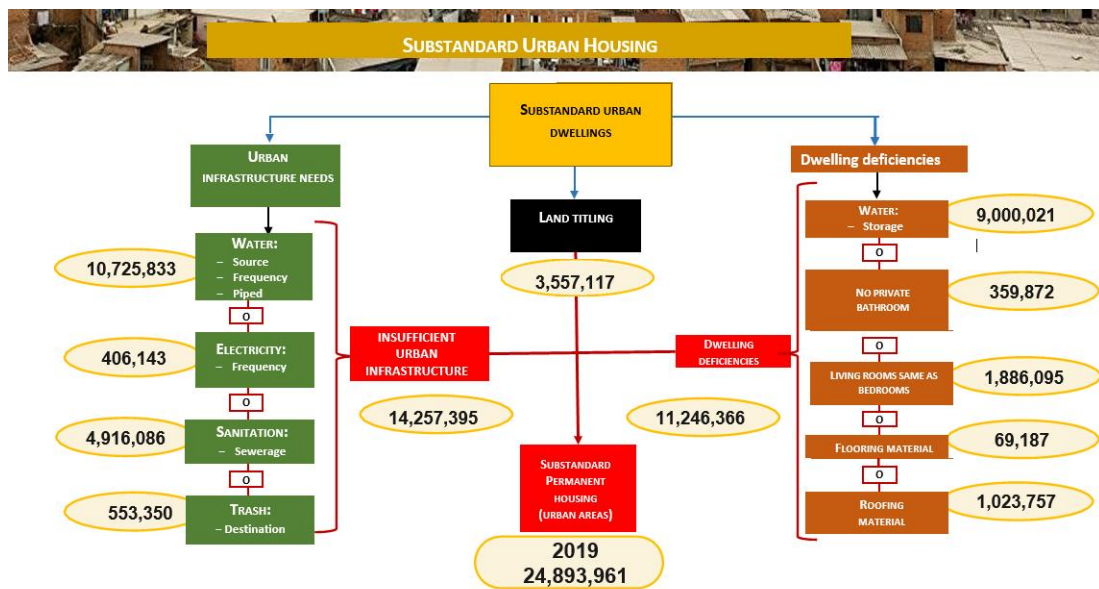 SUBSTANDARD URBAN HOUSING
SUBSTANDARD URBAN
DWELLINGS
URBAN
INFRASTRUCTURE NEEDS
WATER:
– Source
– Frequency
– Piped
10,725,833
O
ELECTRICITY:
– Frequency
406,143
O
SANITATION:
– Sewerage
4,916,086
O
TRASH:
– Destination
553,350
INSUFFICIENT
URBAN
INFRASTRUCTURE
14,257,395
LAND TITLING
3,557,117
SUBSTANDARD
PERMANENT
HOUSING
(URBAN AREAS)
2019
24,893,961
DWELLING
DEFICIENCIES
11,246,366
Dwelling deficiencies
WATER:
– Storage
9,000,021
O
NO PRIVATE
BATHROOM
359,872
O
LIVING ROOMS SAME AS
BEDROOMS
1,886,095
O
FLOORING MATERIAL
69,187
O
ROOFING
MATERIAL
1,023,757